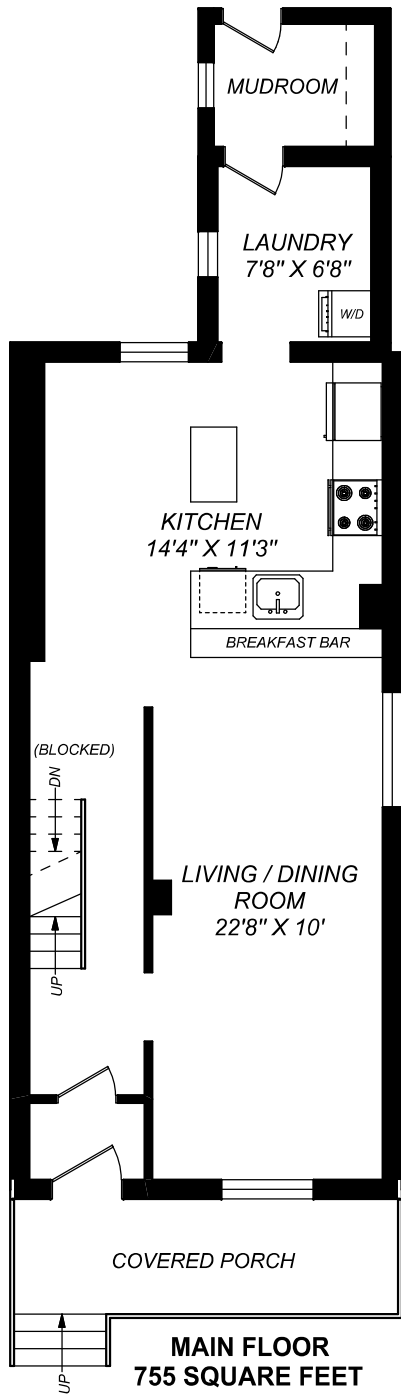 MUDROOM
LAUNDRY
7'8" X 6'8"
W/D
KITCHEN
14'4" X 11'3"
BREAKFAST BAR
(BLOCKED)
DN
LIVING / DINING
ROOM
22'8" X 10'
UP
COVERED PORCH
UP
MAIN FLOOR
755 SQUARE FEET